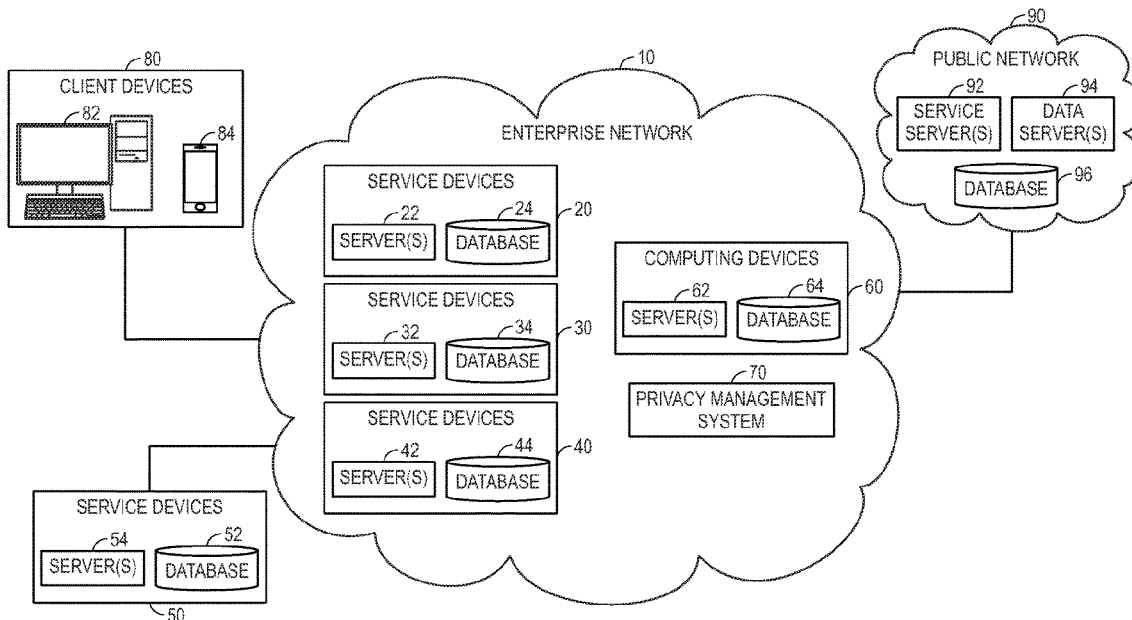 80
CLIENT DEVICES
82
84
10
ENTERPRISE NETWORK
SERVICE DEVICES
22
24
20
SERVER(S)
DATABASE
SERVICE DEVICES
32
34
30
SERVER(S)
DATABASE
SERVICE DEVICES
42
44
40
SERVER(S)
DATABASE
COMPUTING DEVICES
62
64
60
SERVER(S)
DATABASE
70
PRIVACY MANAGEMENT
SYSTEM
90
PUBLIC NETWORK
92
94
SERVICE
SERVER(S)
DATA
SERVER(S)
DATABASE
96
SERVICE DEVICES
54
52
SERVER(S)
DATABASE
50